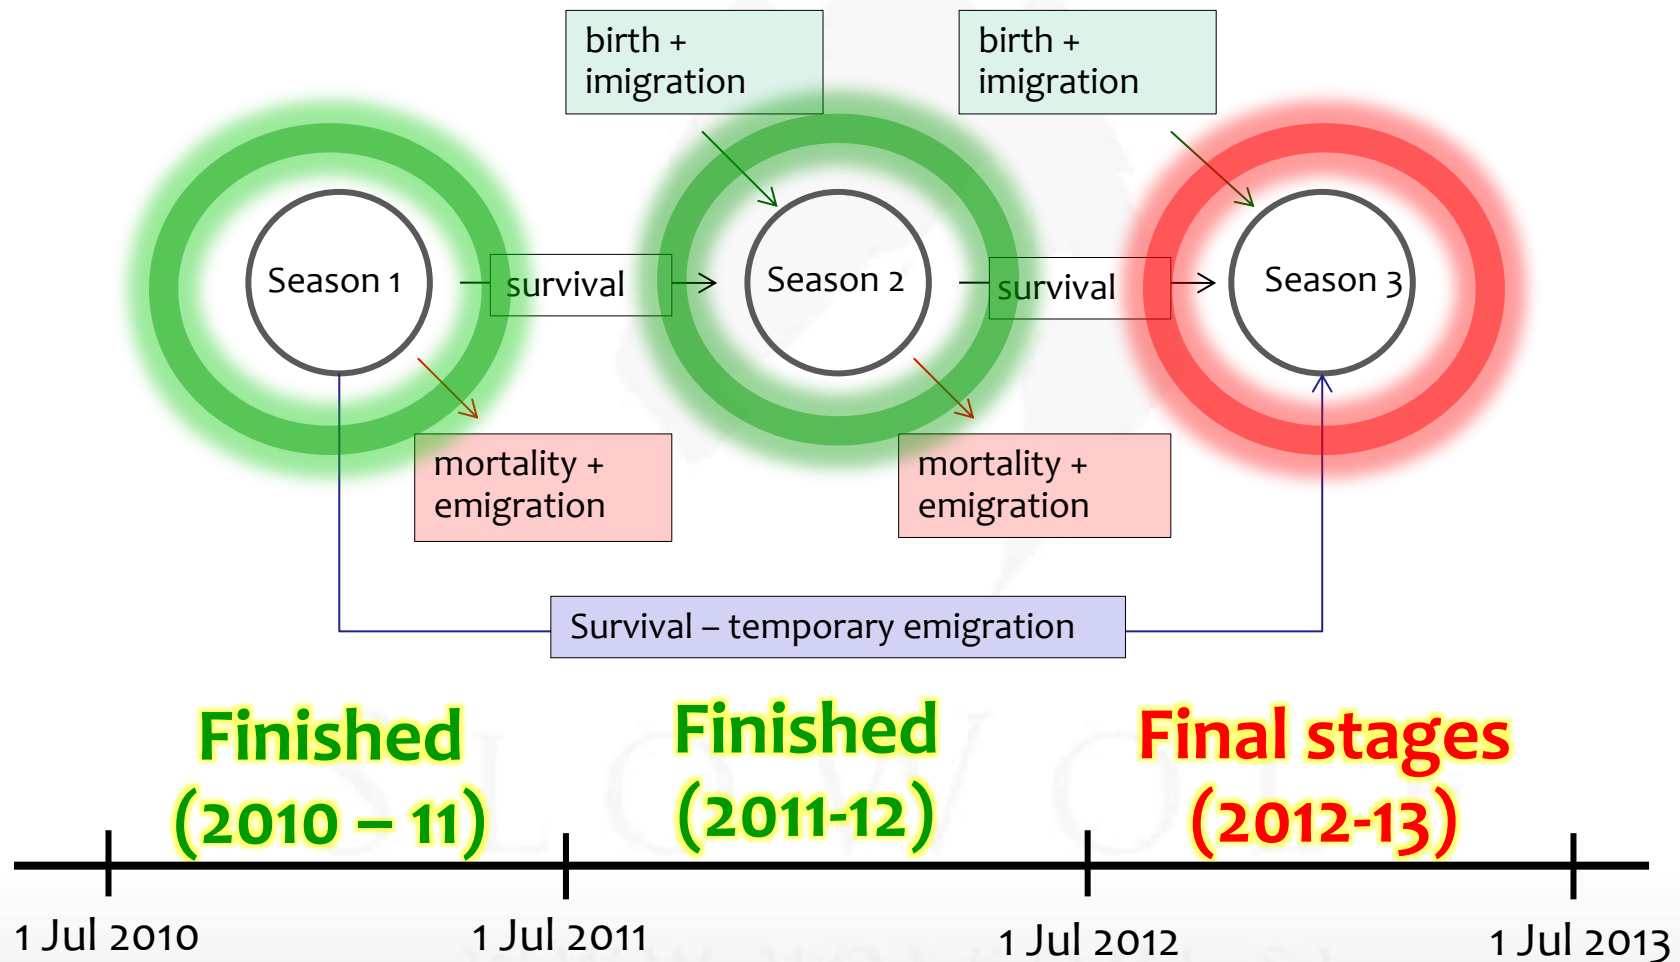 birth +
imigration
birth +
imigration
Season 1
survival
Season 2
survival
Season 3
mortality +
emigration
mortality +
emigration
Survival – temporary emigration
Finished
(2010 – 11)
Finished
(2011-12)
Final stages
(2012-13)
1 Jul 2010
1 Jul 2011
1 Jul 2012
1 Jul 2013
SLOWOLF